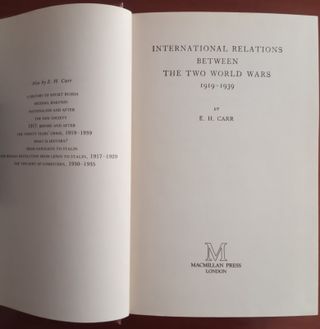 Also by E. H. Carr
A HISTORY OF SOVIET RUSSIA
MICHAEL BAKUNIN
NATIONALISM AND AFTER
THE NEW SOCIETY
1917: BEFORE AND AFTER
THE TWENTY YEARS' CRISIS, 1919–1939
WHAT IS HISTORY?
FROM NAPOLEON TO STALIN
THE RUSSIAN REVOLUTION FROM LENIN TO STALIN, 1917–1929
THE TWILIGHT OF COMINTERN, 1930–1935
INTERNATIONAL RELATIONS
BETWEEN
THE TWO WORLD WARS
1919–1939
BY
E. H. CARR
M
MACMILLAN PRESS
LONDON